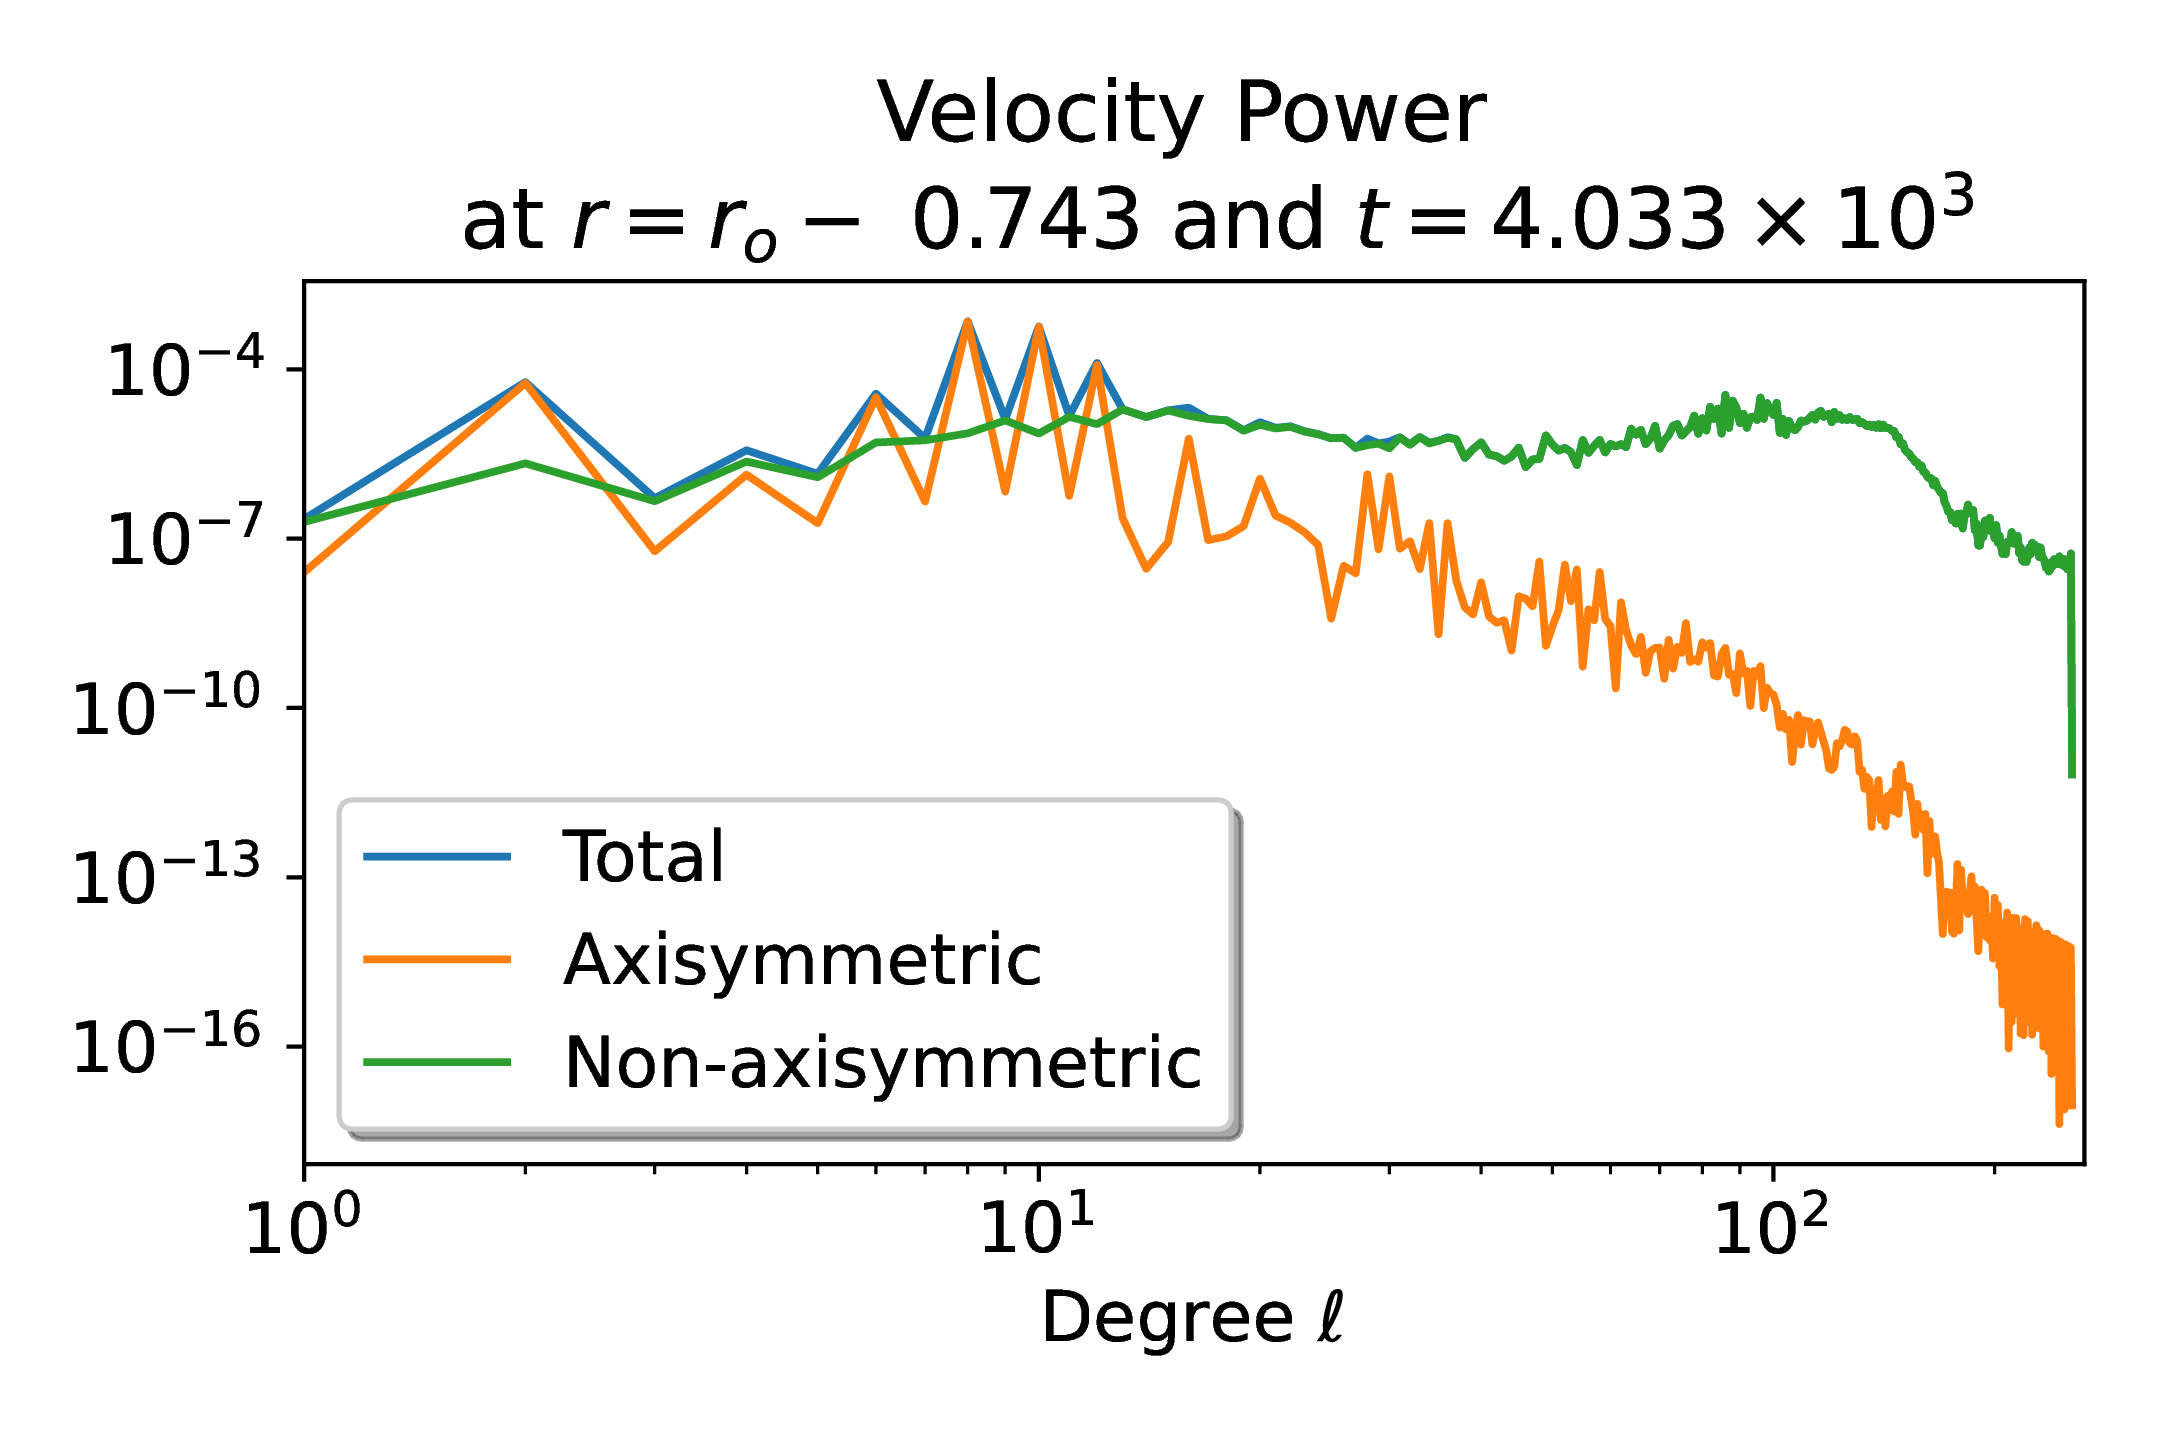 Velocity Power
at r = rₒ − 0.743 and t = 4.033 × 10³
10⁻⁴
10⁻⁷
10⁻¹⁰
10⁻¹³
10⁻¹⁶
Total
Axisymmetric
Non-axisymmetric
10⁰ 10¹ 10²
Degree ℓ